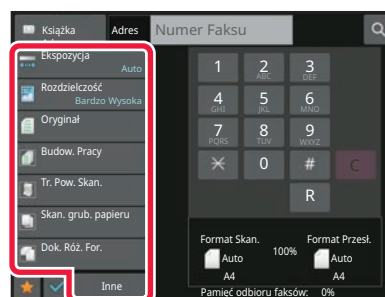 Książka
Adres
Numer Faksu
Ekspozycja
Auto
Rozdzielczość
Bardzo Wysoka
Oryginał
Budow. Pracy
Tr. Pow. Skan.
Skan. grub. papieru
Dok. Róż. For.
Inne
1 2 ABC 3 DEF
4 GHI 5 JKL 6 MNO
7 PQRS 8 TUV 9 WXYZ
0 # C
R
Format Skan. Format Przesł.
Auto 100% Auto
A4 A4
Pamięć odbioru faksów: 0%